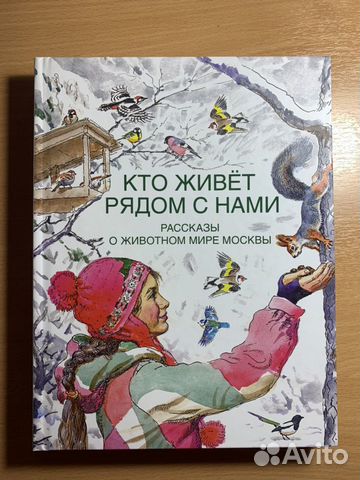 КТО ЖИВЁТ
РЯДОМ С НАМИ
РАССКАЗЫ
О ЖИВОТНОМ МИРЕ МОСКВЫ
Avito